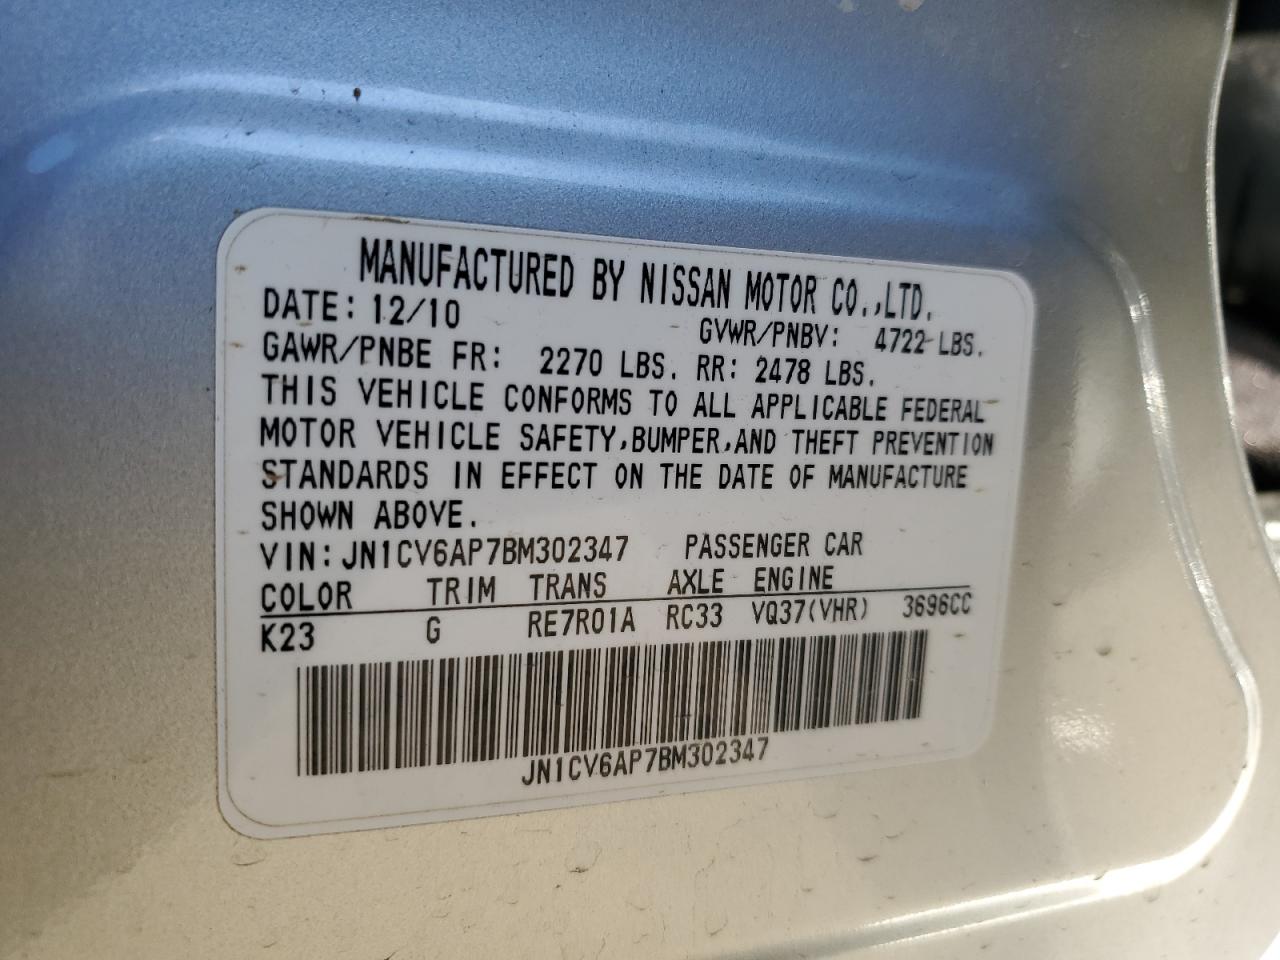 MANUFACTURED BY NISSAN MOTOR CO.,LTD.
DATE: 12/10 GVWR/PNBV: 4722 LBS.
GAWR/PNBE FR: 2270 LBS. RR: 2478 LBS.
THIS VEHICLE CONFORMS TO ALL APPLICABLE FEDERAL
MOTOR VEHICLE SAFETY,BUMPER,AND THEFT PREVENTION
STANDARDS IN EFFECT ON THE DATE OF MANUFACTURE
SHOWN ABOVE.
VIN:JN1CV6AP7BM302347 PASSENGER CAR
COLOR TRIM TRANS AXLE ENGINE
K23 G RE7R01A RC33 VQ37(VHR) 3696CC
JN1CV6AP7BM302347